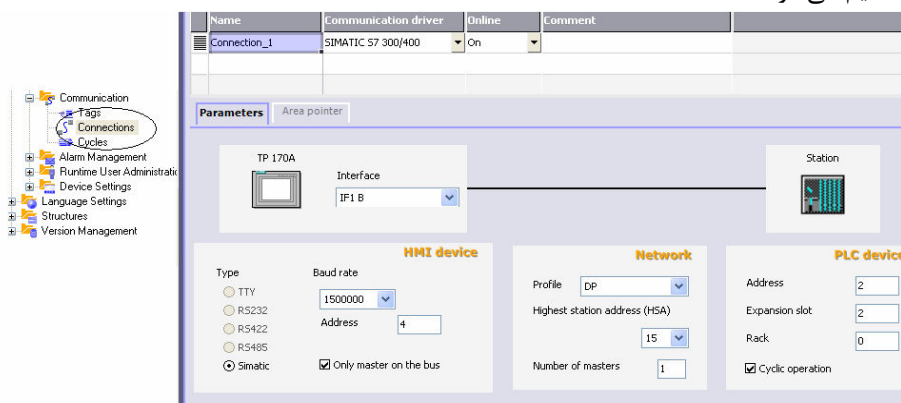 Name Communication driver Online Comment
Connection_1 SIMATIC S7 300/400 On
Communication
Tags
Connections
Cycles
Alarm Management
Runtime User Administratic
Device Settings
Language Settings
Structures
Version Management
Parameters Area pointer
TP 170A
Interface
IF1 B
Station
HMI device
Type Baud rate
TTY
1500000
RS232
Address 4
RS422
RS485
Simatic Only master on the bus
Network
Profile DP
Highest station address (HSA)
15
Number of masters 1
PLC device
Address 2
Expansion slot 2
Rack 0
Cyclic operation